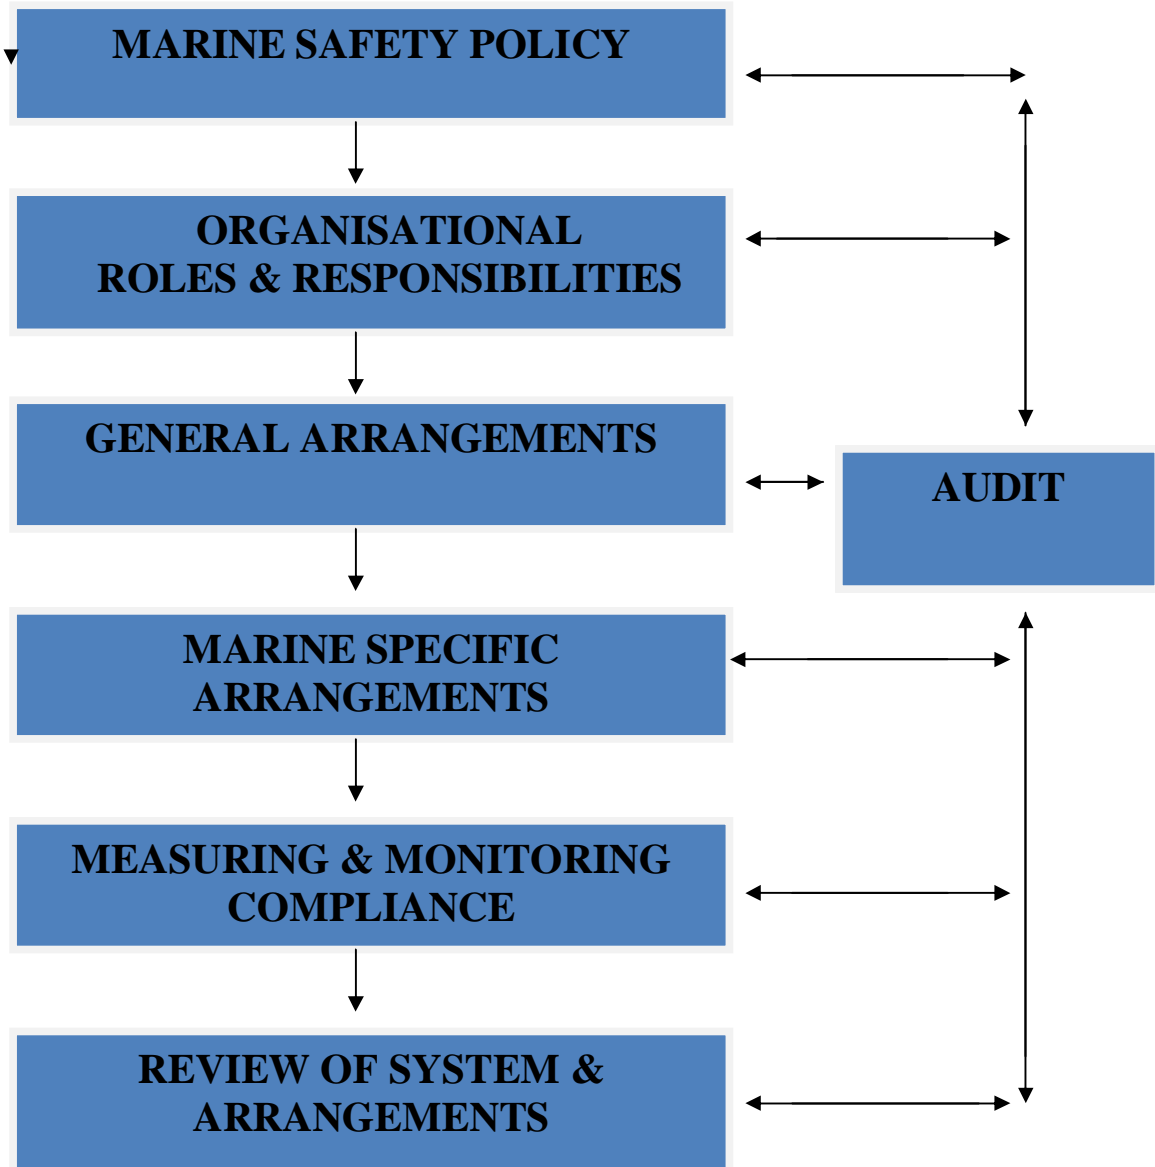 MARINE SAFETY POLICY
ORGANISATIONAL
ROLES & RESPONSIBILITIES
GENERAL ARRANGEMENTS
AUDIT
MARINE SPECIFIC
ARRANGEMENTS
MEASURING & MONITORING
COMPLIANCE
REVIEW OF SYSTEM &
ARRANGEMENTS